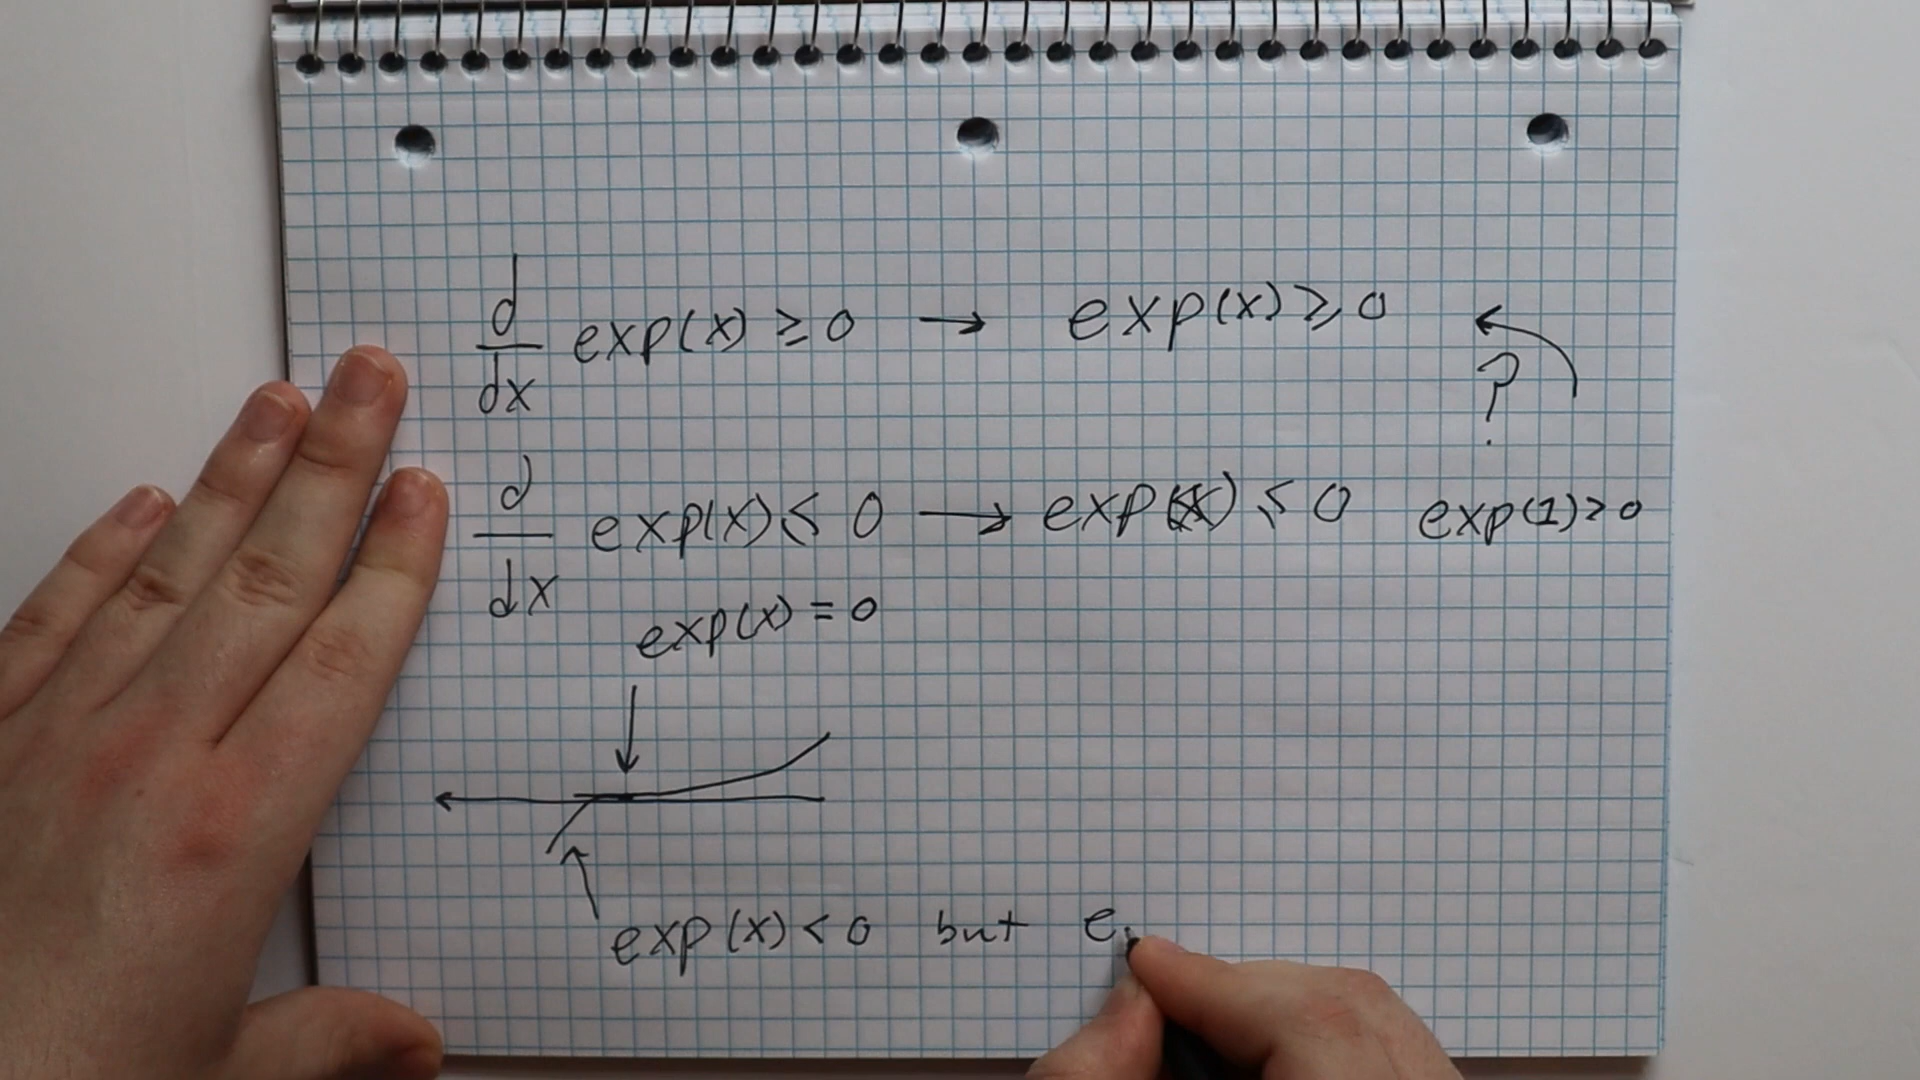 d/dx exp(x) ≥ 0 → exp(x) ≥ 0 ←
?
d/dx exp(x) ≤ 0 → exp(x) ≤ 0 exp(1) > 0
exp(x) = 0
exp(x) < 0 but e